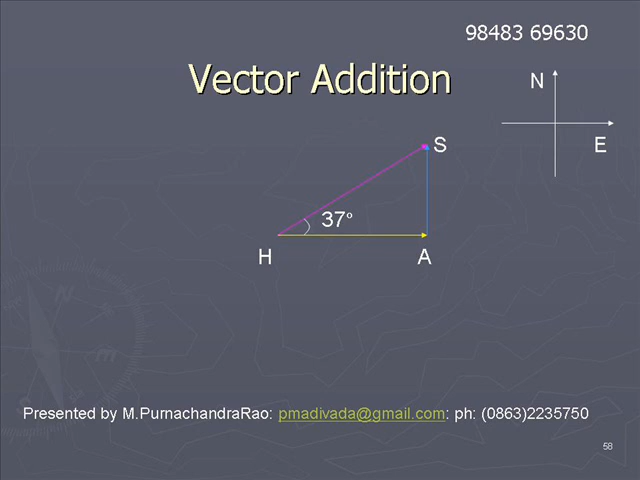 98483 69630
Vector Addition
N
E
S
37°
H
A
N
E
Presented by M.PurnachandraRao: pmadivada@gmail.com: ph: (0863)2235750
58